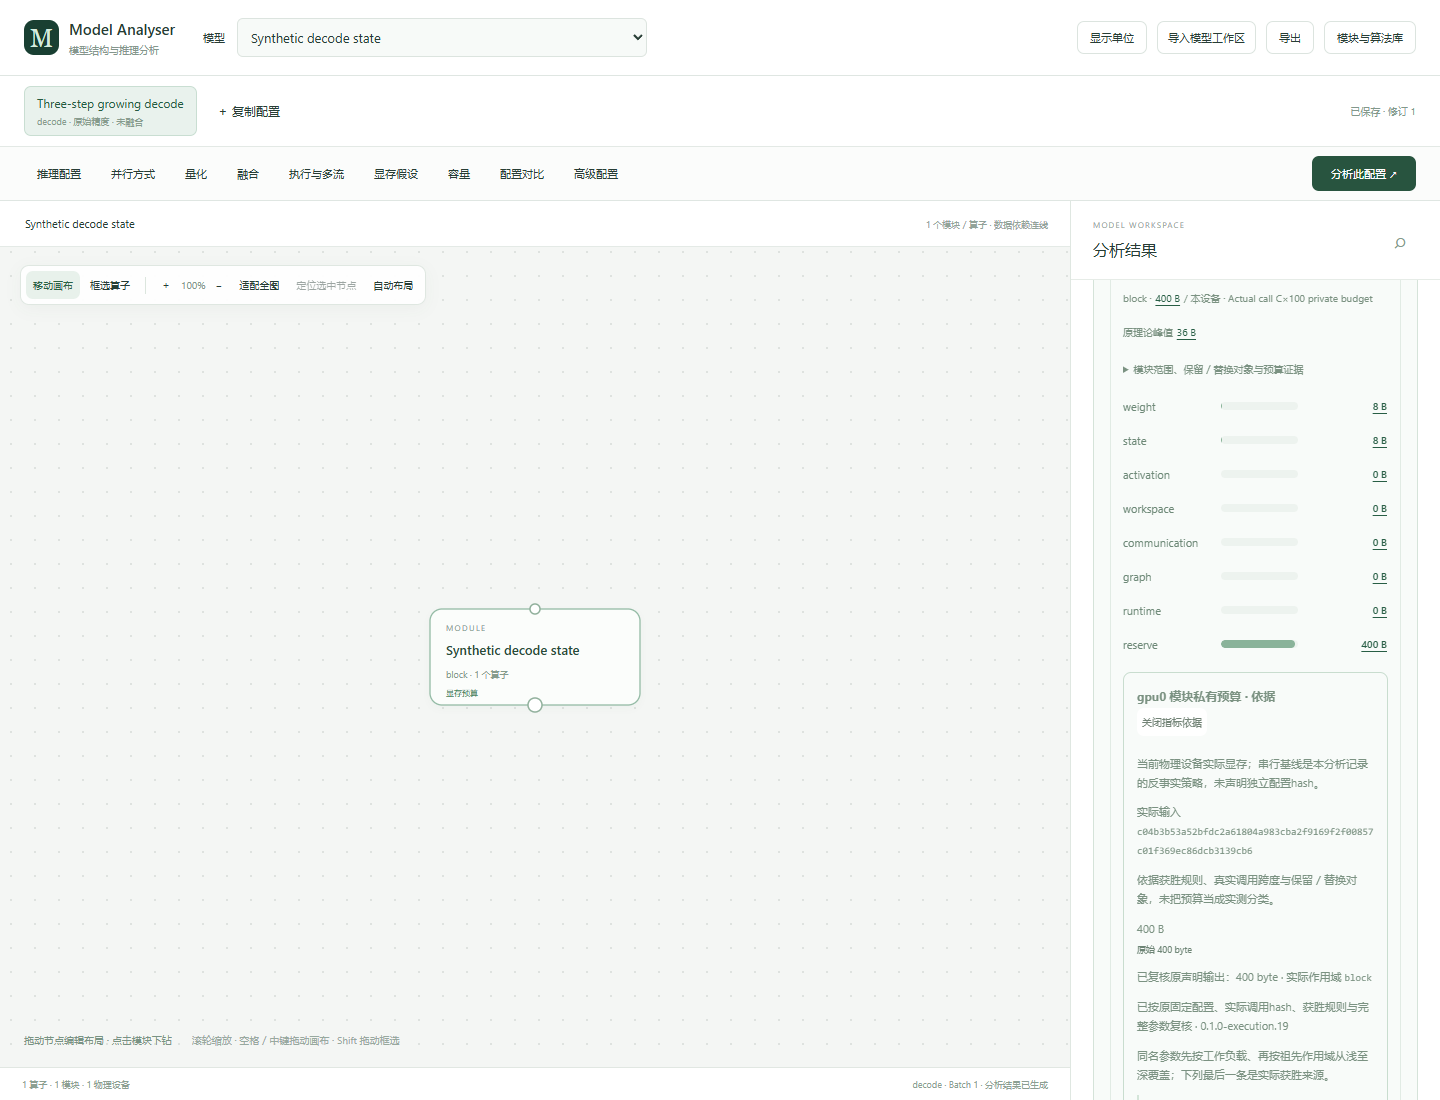 M
Model Analyser
模型结构与推理分析
模型
Synthetic decode state
显示单位
导入模型工作区
导出
模块与算法库
Three-step growing decode
decode · 原始精度 · 未融合
+ 复制配置
已保存 · 修订 1
推理配置
并行方式
量化
融合
执行与多流
显存假设
容量
配置对比
高级配置
分析此配置 ↗
Synthetic decode state
1 个模块 / 算子 · 数据依赖连线
移动画布
框选算子
+
100%
−
适配全图
定位选中节点
自动布局
MODULE
Synthetic decode state
block · 1 个算子
显存预算
拖动节点编辑布局 · 点击模块下钻
滚轮缩放 · 空格 / 中键拖动画布 · Shift 拖动框选
1 算子 · 1 模块 · 1 物理设备
decode · Batch 1 · 分析结果已生成
MODEL WORKSPACE
分析结果
block · 400 B / 本设备 · Actual call C×100 private budget
原理论峰值 36 B
▶ 模块范围、保留 / 替换对象与预算证据
weight 8 B
state 8 B
activation 0 B
workspace 0 B
communication 0 B
graph 0 B
runtime 0 B
reserve 400 B
gpu0 模块私有预算 · 依据
关闭指标依据
当前物理设备实际显存；串行基线是本分析记录
的反事实策略，未声明独立配置hash。
实际输入
c04b3b53a52bfdc2a61804a983cba2f9169f2f00857
c01f369ec86dcb3139cb6
依据获胜规则、真实调用跨度与保留 / 替换对
象，未把预算当成实测分类。
400 B
原始 400 byte
已复核原声明输出：400 byte · 实际作用域 block
已按原固定配置、实际调用hash、获胜规则与完
整参数复核 · 0.1.0-execution.19
同名参数先按工作负载、再按祖先作用域从浅至
深覆盖；下列最后一条是实际获胜来源。